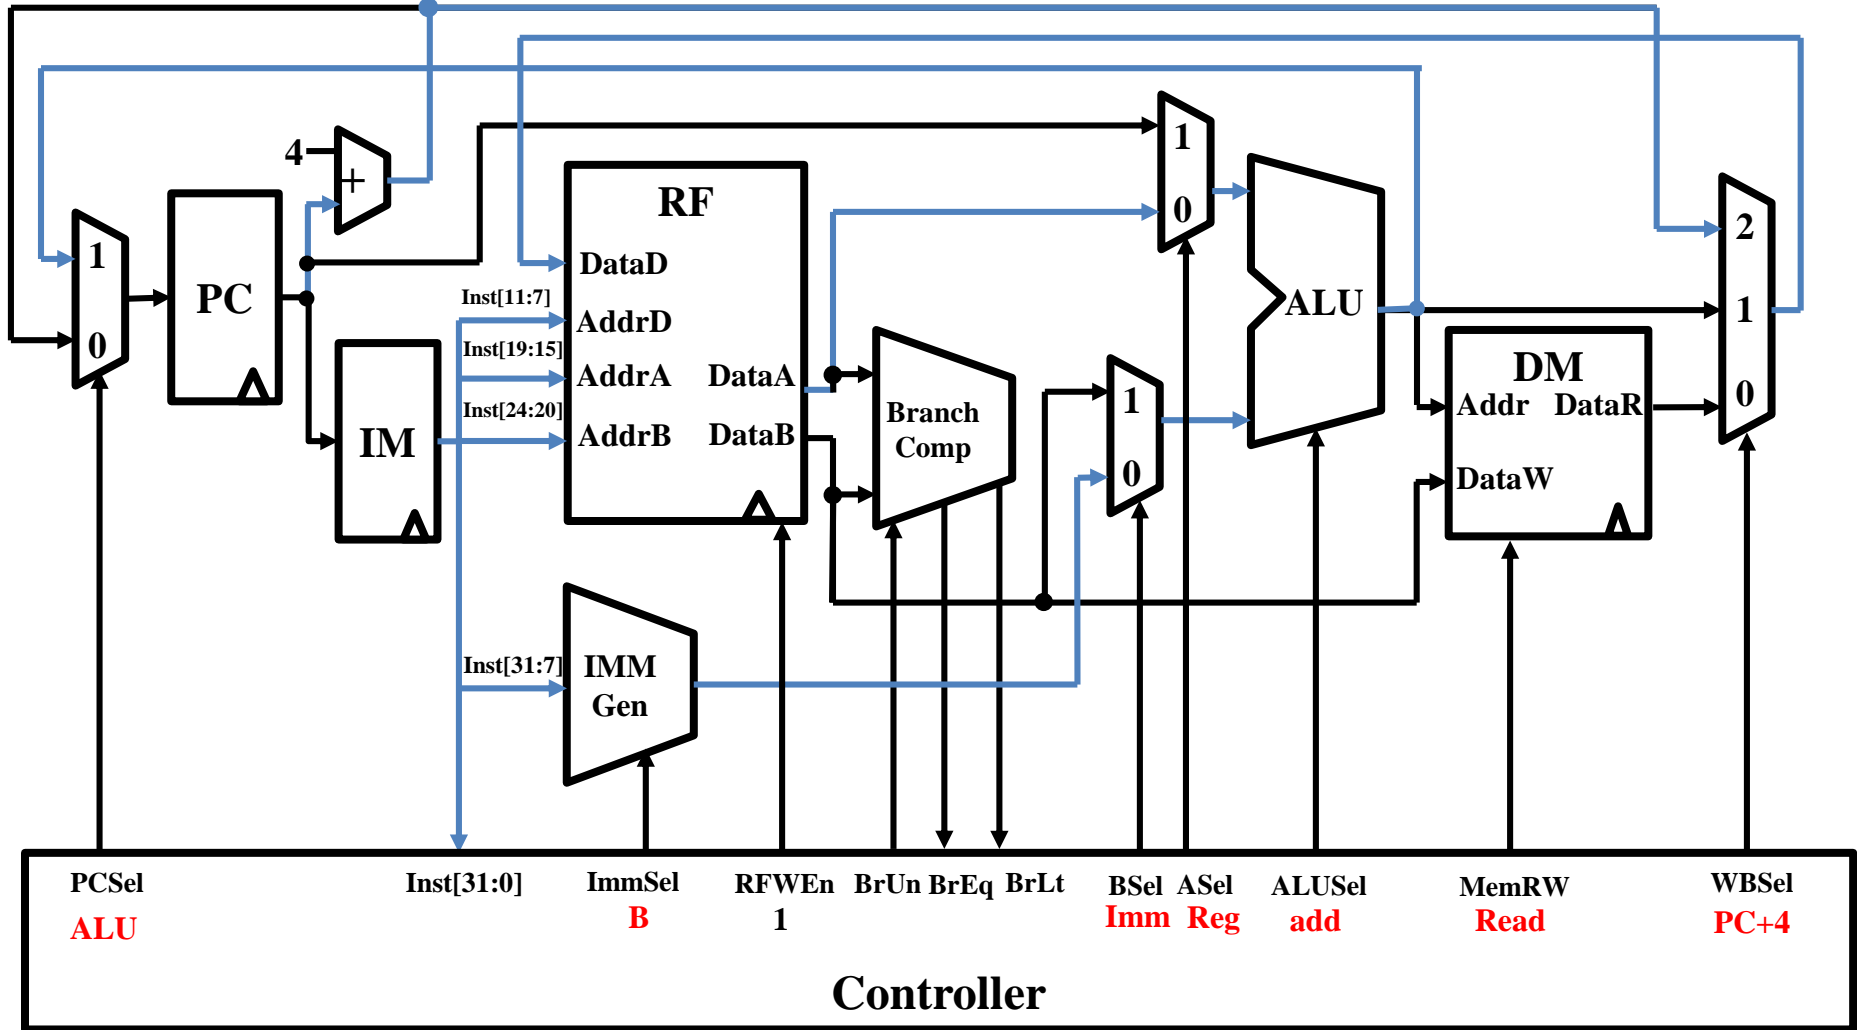 4
+
1
0
PC
IM
RF
DataD
Inst[11:7]
AddrD
Inst[19:15]
AddrA
DataA
Inst[24:20]
AddrB
DataB
Branch
Comp
1
0
1
0
ALU
DM
Addr
DataR
DataW
2
1
0
Inst[31:7]
IMM
Gen
PCSel
Inst[31:0]
ImmSel
RFWEn
BrUn
BrEq
BrLt
BSel
ASel
ALUSel
MemRW
WBSel
ALU
B
1
Imm
Reg
add
Read
PC+4
Controller